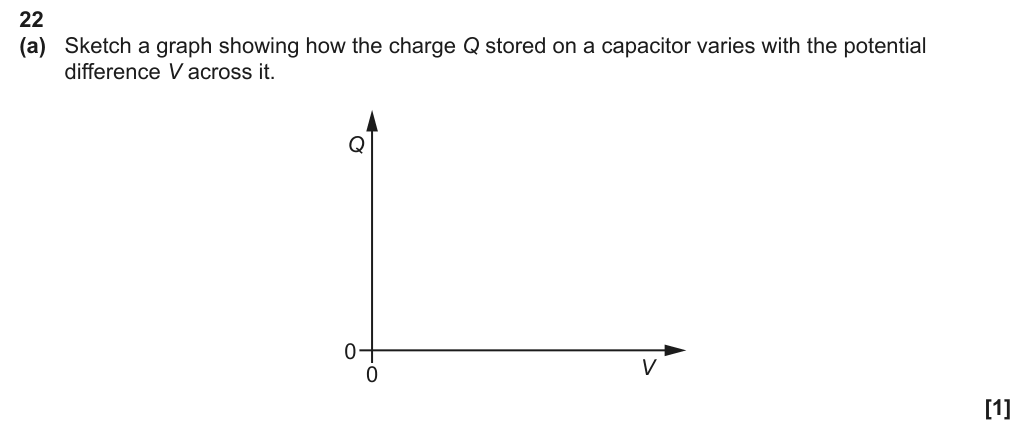 22
(a) Sketch a graph showing how the charge Q stored on a capacitor varies with the potential
difference V across it.
Q
0
0
V
[1]